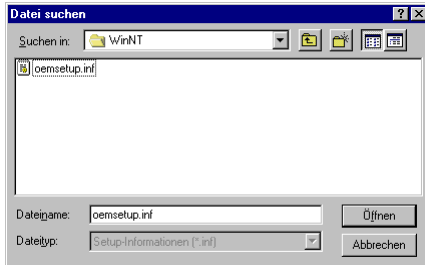 Datei suchen
Suchen in: WinNT
oemsetup.inf
Dateiname: oemsetup.inf Öffnen
Dateityp: Setup-Informationen (*.inf) Abbrechen